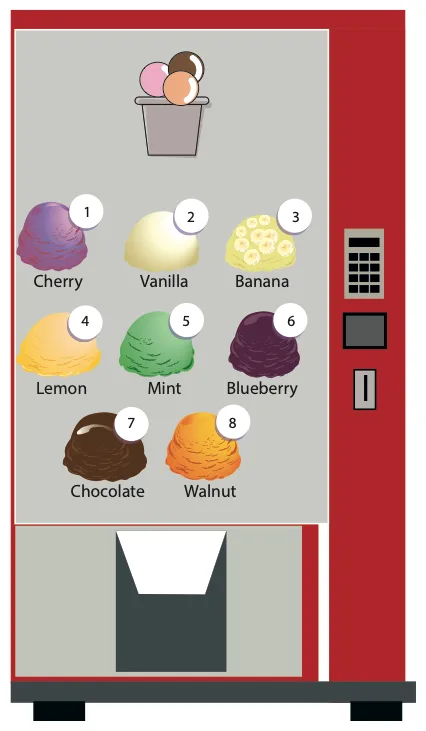 1
2
3
Cherry
Vanilla
Banana
4
5
6
Lemon
Mint
Blueberry
7
8
Chocolate
Walnut